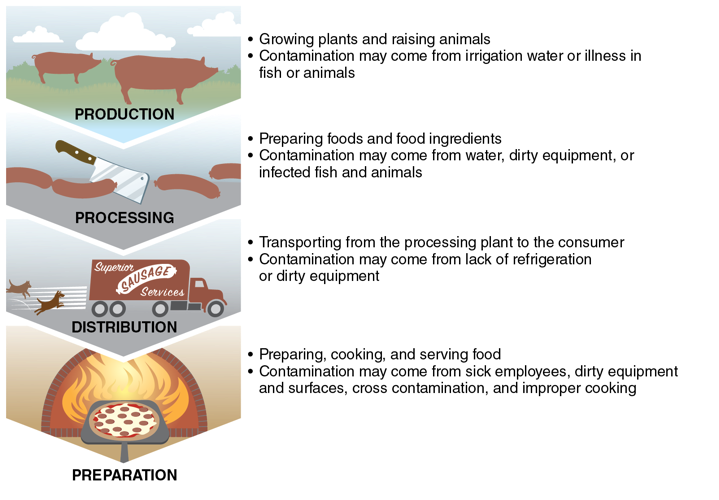 • Growing plants and raising animals
• Contamination may come from irrigation water or illness in
fish or animals
PRODUCTION
• Preparing foods and food ingredients
• Contamination may come from water, dirty equipment, or
infected fish and animals
PROCESSING
• Transporting from the processing plant to the consumer
• Contamination may come from lack of refrigeration
or dirty equipment
Superior
SAUSAGE
Services
DISTRIBUTION
• Preparing, cooking, and serving food
• Contamination may come from sick employees, dirty equipment
and surfaces, cross contamination, and improper cooking
PREPARATION